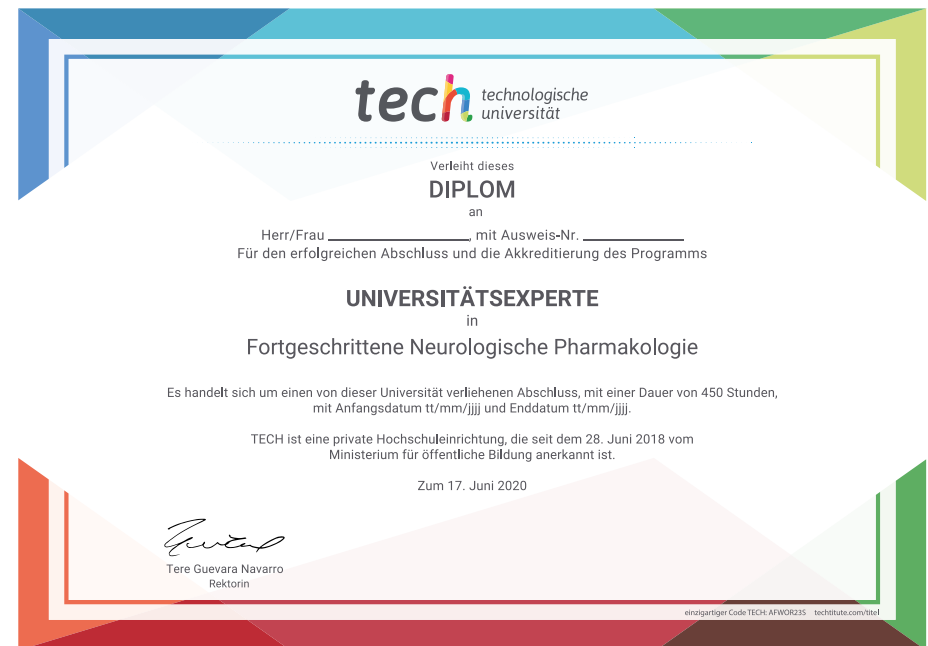 tech technologische
universität
Verleiht dieses
DIPLOM
an
Herr/Frau ____________________, mit Ausweis-Nr. ______________
Für den erfolgreichen Abschluss und die Akkreditierung des Programms
UNIVERSITÄTSEXPERTE
in
Fortgeschrittene Neurologische Pharmakologie
Es handelt sich um einen von dieser Universität verliehenen Abschluss, mit einer Dauer von 450 Stunden,
mit Anfangsdatum tt/mm/jjjj und Enddatum tt/mm/jjjj.
TECH ist eine private Hochschuleinrichtung, die seit dem 28. Juni 2018 vom
Ministerium für öffentliche Bildung anerkannt ist.
Zum 17. Juni 2020
Tere Guevara Navarro
Rektorin
einzigartiger Code TECH: AFWOR23S techtitute.com/titel